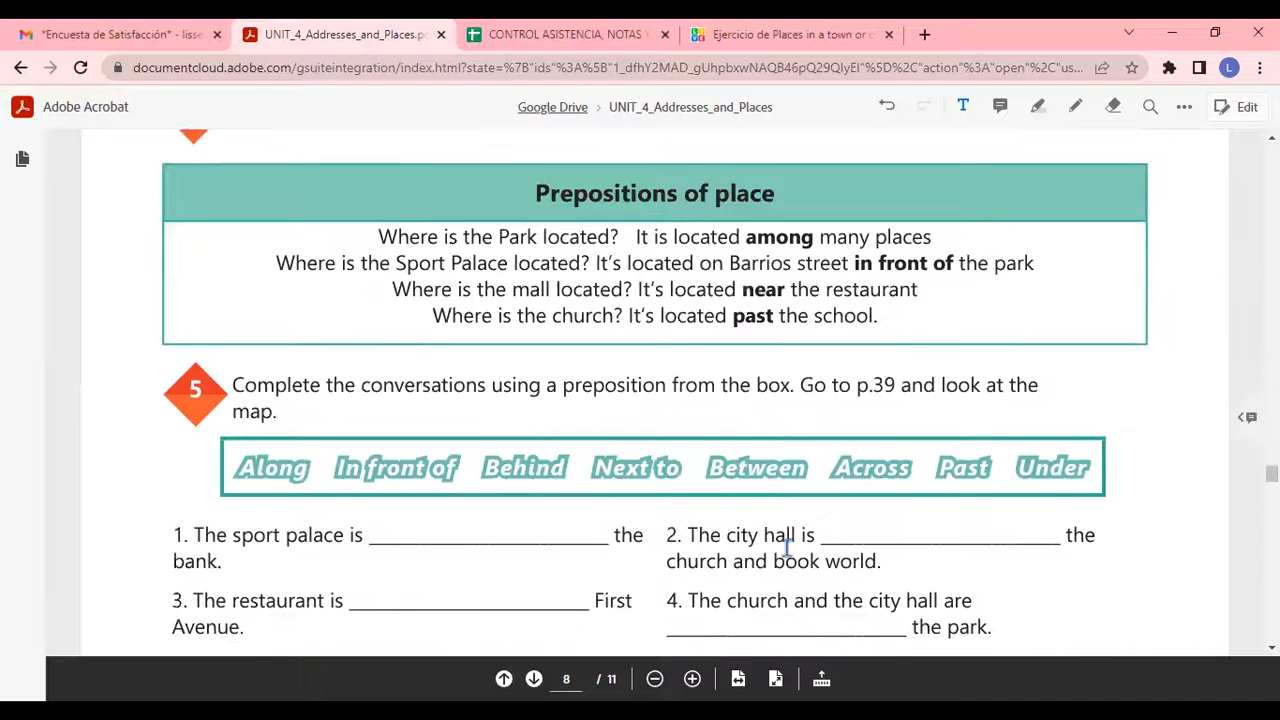 *Encuesta de Satisfacción* - lisse
UNIT_4_Addresses_and_Places.pc
CONTROL ASISTENCIA, NOTAS Y
Ejercicio de Places in a town or c
documentcloud.adobe.com/gsuiteintegration/index.html?state=%7B"ids"%3A%5B"1_dfhY2MAD_gUhpbxwNAQB46pQ29QIyEI"%5D%2C"action"%3A"open"%2C"us...
L
Adobe Acrobat
Google Drive > UNIT_4_Addresses_and_Places
T
Edit
Prepositions of place
Where is the Park located? It is located among many places
Where is the Sport Palace located? It's located on Barrios street in front of the park
Where is the mall located? It's located near the restaurant
Where is the church? It's located past the school.
5
Complete the conversations using a preposition from the box. Go to p.39 and look at the
map.
Along In front of Behind Next to Between Across Past Under
1. The sport palace is ______________________ the
bank.
2. The city hall is ______________________ the
church and book world.
3. The restaurant is ______________________ First
Avenue.
4. The church and the city hall are
______________________ the park.
8 / 11